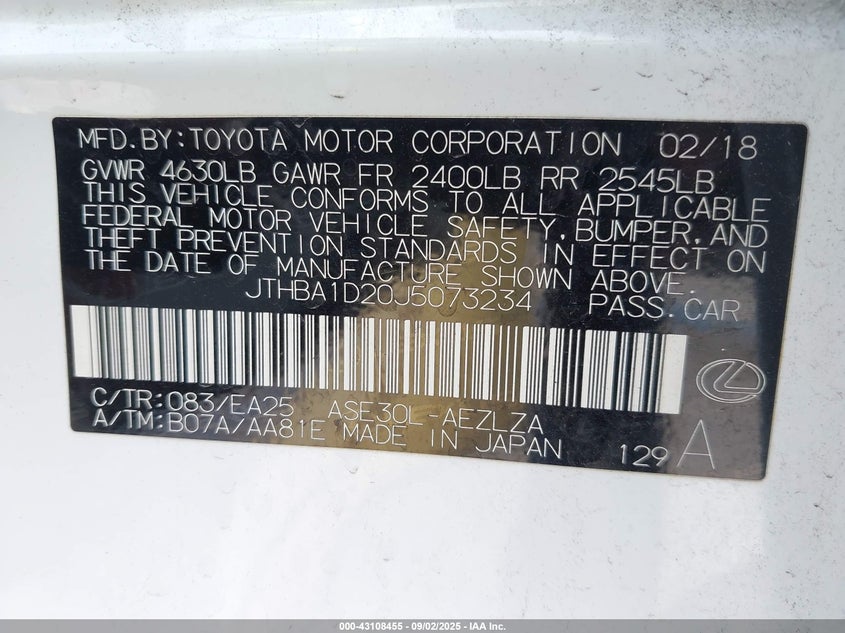 MFD.BY:TOYOTA MOTOR CORPORATION 02/18
GVWR 4630LB GAWR FR 2400LB RR 2545LB
THIS VEHICLE CONFORMS TO ALL APPLICABLE
FEDERAL MOTOR VEHICLE SAFETY, BUMPER, AND
THEFT PREVENTION STANDARDS IN EFFECT ON
THE DATE OF MANUFACTURE SHOWN ABOVE.
JTHBA1D20J5073234 PASS.CAR
C/TR:083/EA25 ASE30L-AEZLZA
A/TM:B07A/AA81E MADE IN JAPAN 129 A
000-43108455 - 09/02/2025 - IAA Inc.